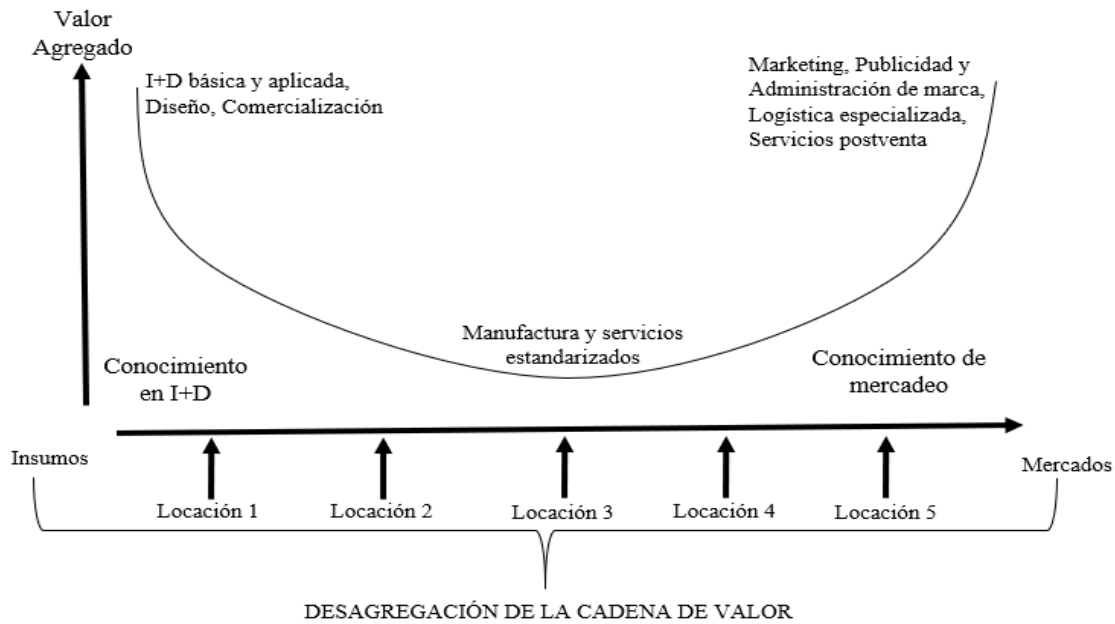 Valor
Agregado
I+D básica y aplicada,
Diseño, Comercialización
Marketing, Publicidad y
Administración de marca,
Logística especializada,
Servicios postventa
Manufactura y servicios
estandarizados
Conocimiento
en I+D
Conocimiento de
mercadeo
Insumos
Mercados
Locación 1
Locación 2
Locación 3
Locación 4
Locación 5
DESAGREGACIÓN DE LA CADENA DE VALOR